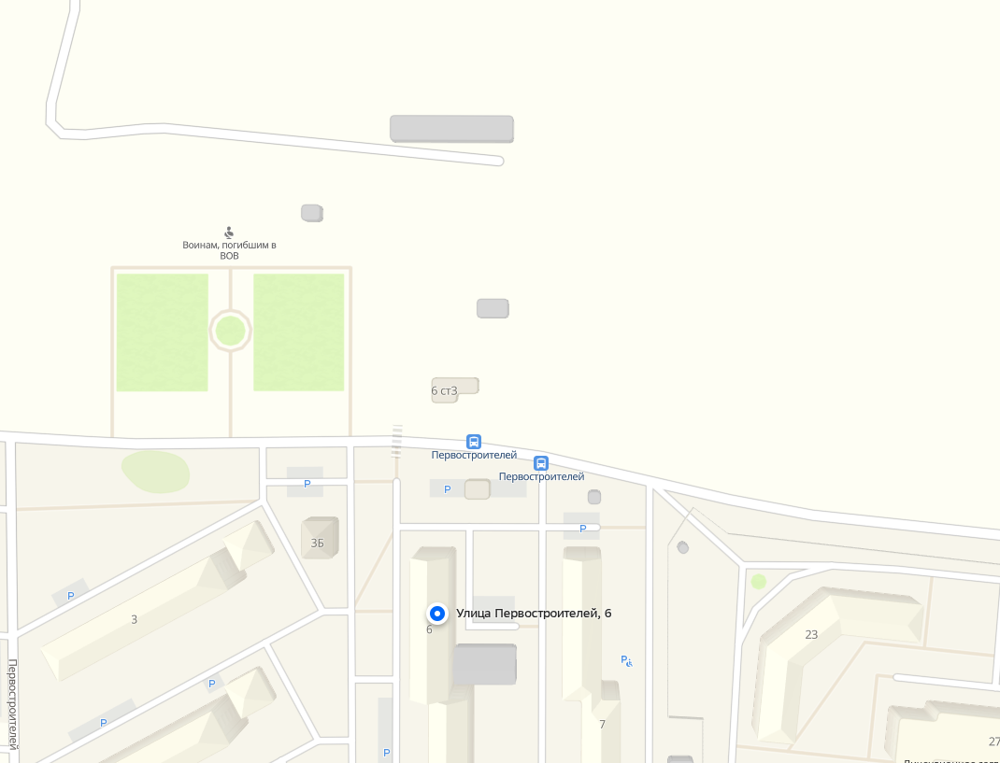 Воинам, погибшим в
ВОВ
6 ст3
Первостроителей
Первостроителей
P
P
3Б
P
P
3
Улица Первостроителей, 6
6
23
P
Первостроителей
P
P
7
27
P